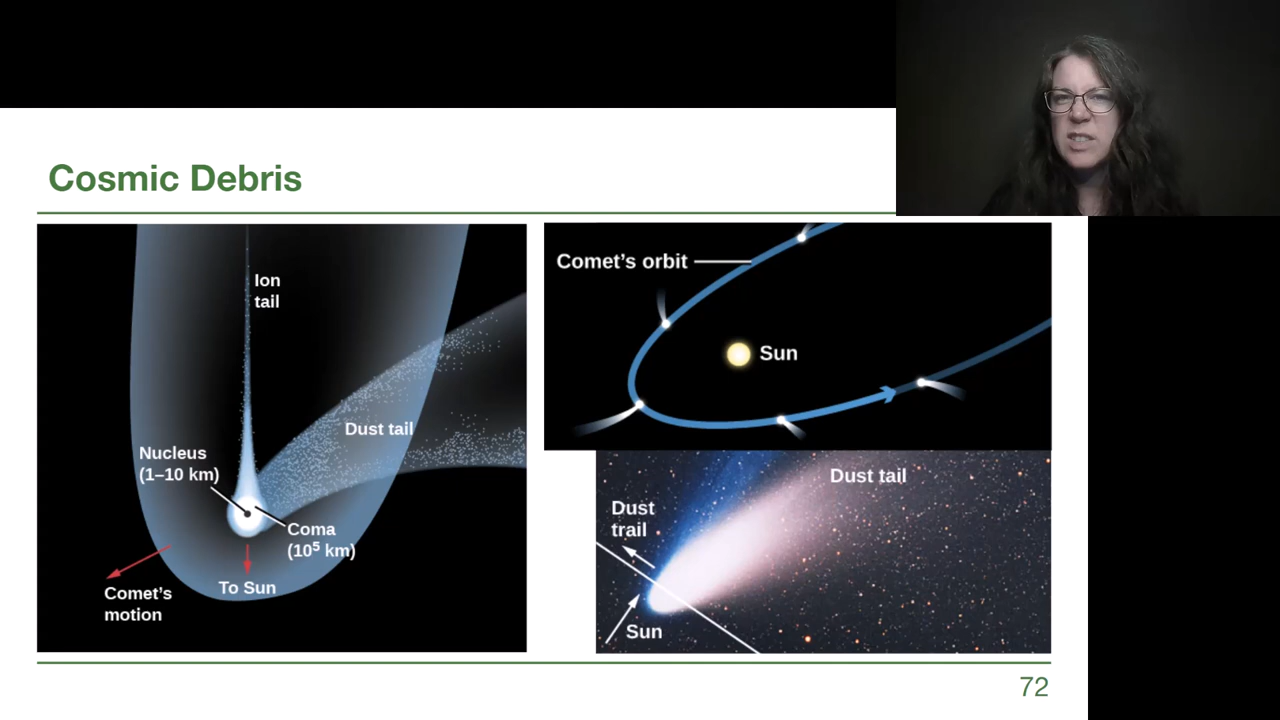 Cosmic Debris
Ion
tail
Dust tail
Nucleus
(1–10 km)
Coma
(10⁵ km)
To Sun
Comet's
motion
Comet's orbit
Sun
Dust tail
Dust
trail
Sun
72